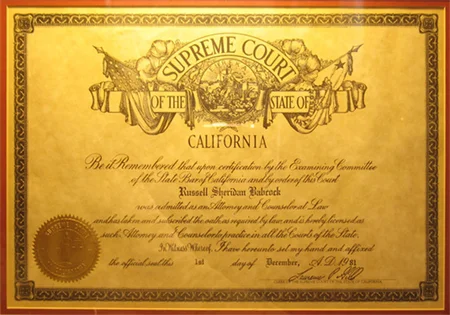 SUPREME COURT
OF THE STATE OF
CALIFORNIA
Be it Remembered that upon certification by the Examining Committee
of the State Bar of California and by order of this Court
Russell Sheridan Babcock
was admitted as an Attorney and Counselor at Law
and has taken and subscribed the oath as required by law, and is hereby licensed as
such Attorney and Counselor to practice in all the Courts of the State.
In Witness Whereof, I have hereunto set my hand and affixed
the official seal this 1st day of December, A.D. 1981